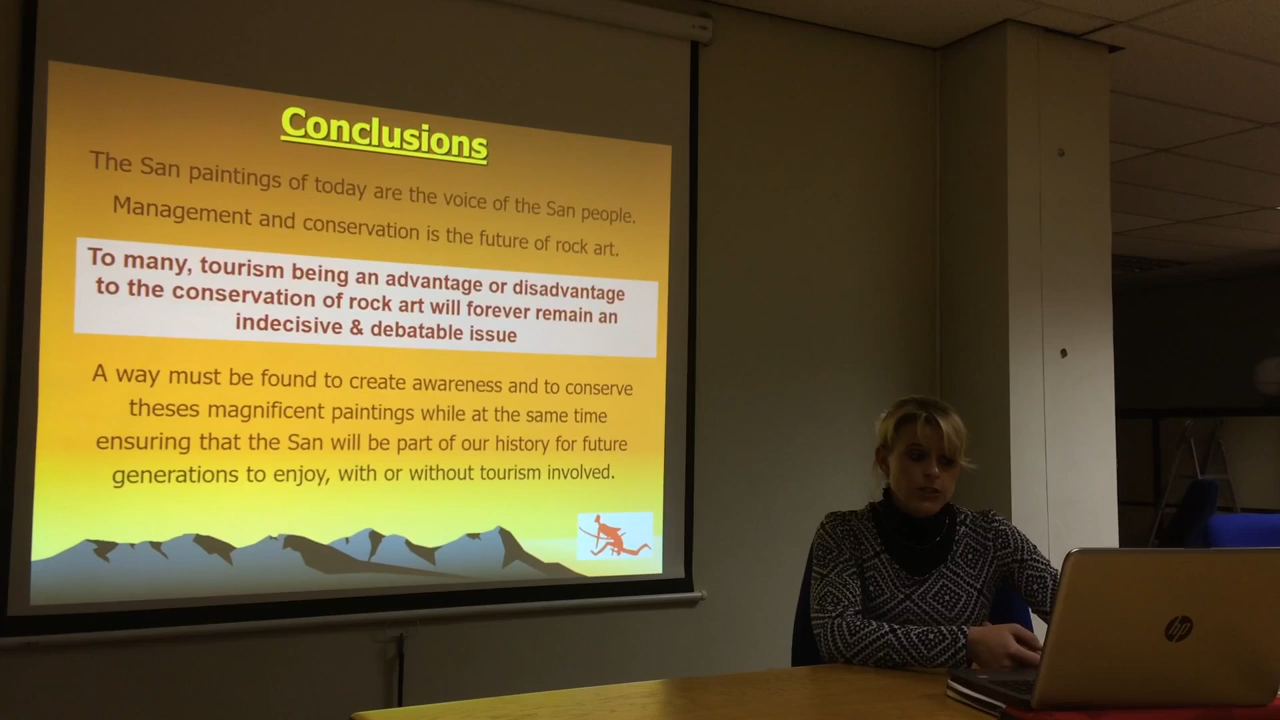 Conclusions
The San paintings of today are the voice of the San people.
Management and conservation is the future of rock art.
To many, tourism being an advantage or disadvantage
to the conservation of rock art will forever remain an
indecisive & debatable issue
A way must be found to create awareness and to conserve
theses magnificent paintings while at the same time
ensuring that the San will be part of our history for future
generations to enjoy, with or without tourism involved.
hp